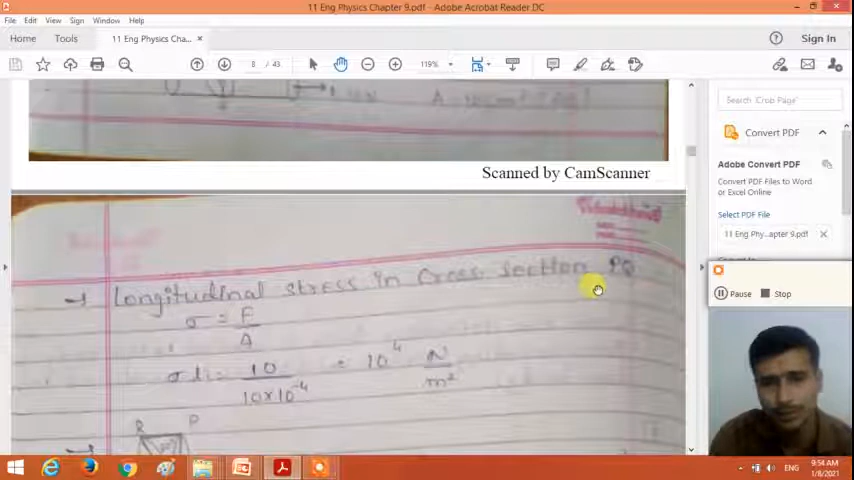 11 Eng Physics Chapter 9.pdf - Adobe Acrobat Reader DC
File Edit View Sign Window Help
Home Tools 11 Eng Physics Cha... × Sign In
8 / 43 119%
Search 'Crop Page'
Scanned by CamScanner
Convert PDF
Adobe Convert PDF
Convert PDF Files to Word
or Excel Online
Select PDF File
11 Eng Phy...apter 9.pdf ×
Pause Stop
→ Longitudinal stress in Cross section PQ
σ = F
A
σ = 10 = 10⁴ N
10×10⁻⁴ m²
R P
→
ENG 9:54 AM
1/8/2021